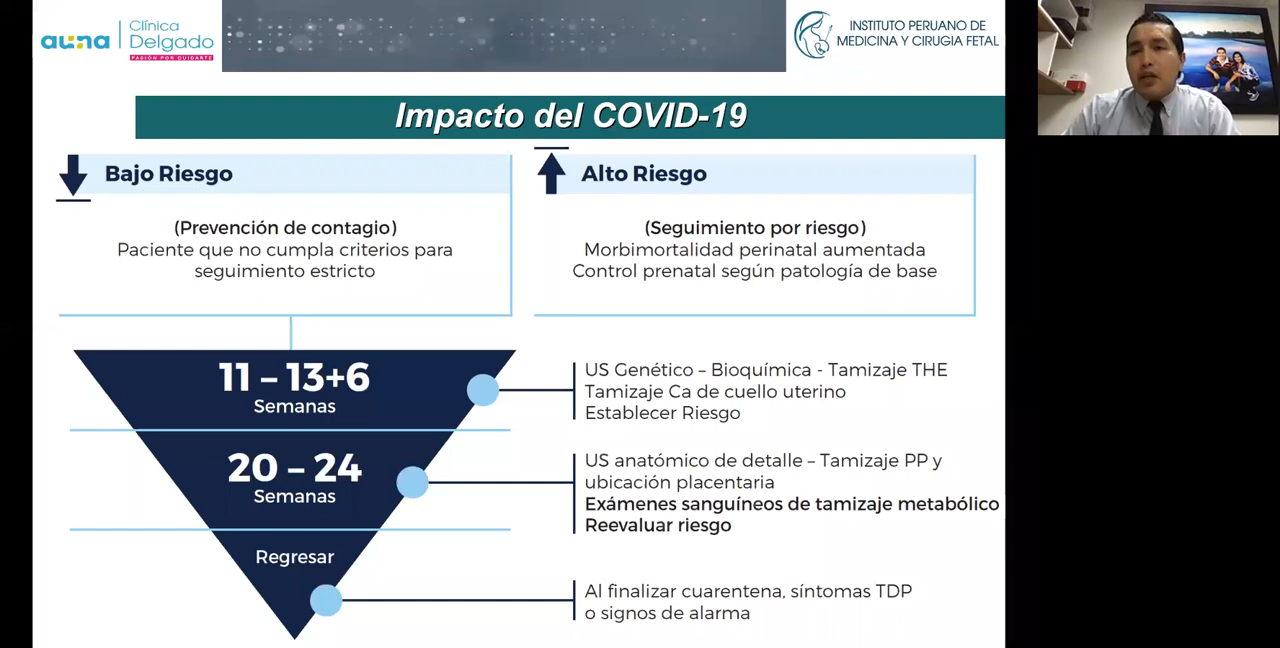 auna
Clínica
Delgado
PASIÓN POR CUIDARTE
INSTITUTO PERUANO DE
MEDICINA Y CIRUGIA FETAL
Impacto del COVID-19
Bajo Riesgo
(Prevención de contagio)
Paciente que no cumpla criterios para
seguimiento estricto
Alto Riesgo
(Seguimiento por riesgo)
Morbimortalidad perinatal aumentada
Control prenatal según patología de base
11 – 13+6
Semanas
US Genético – Bioquímica - Tamizaje THE
Tamizaje Ca de cuello uterino
Establecer Riesgo
20 – 24
Semanas
US anatómico de detalle – Tamizaje PP y
ubicación placentaria
Exámenes sanguíneos de tamizaje metabólico
Reevaluar riesgo
Regresar
Al finalizar cuarentena, síntomas TDP
o signos de alarma